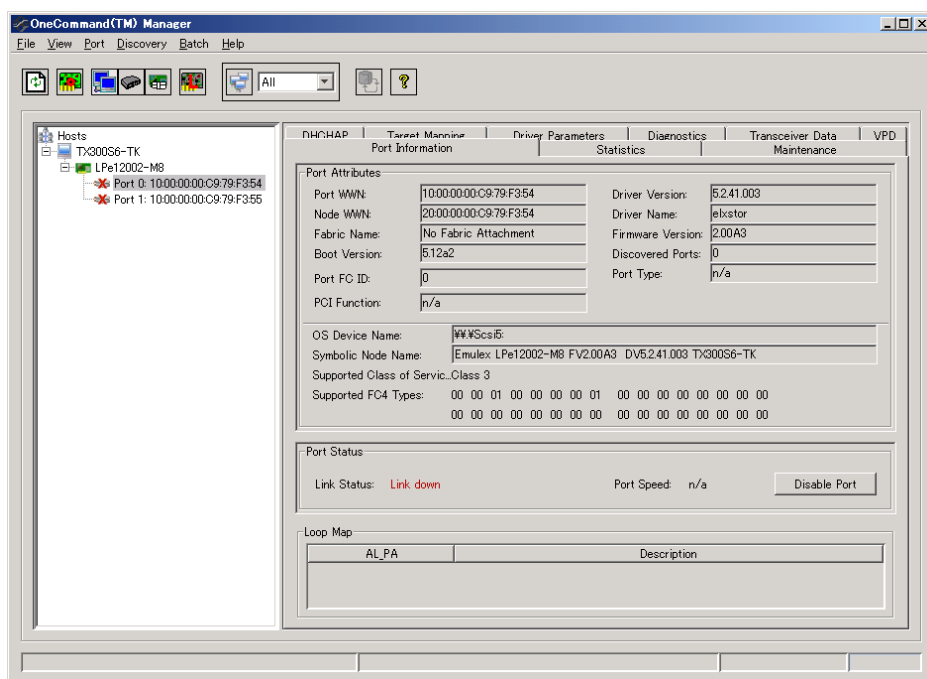 OneCommand(TM) Manager
File View Port Discovery Batch Help
All
Hosts
TX300S6-TK
LPe12002-M8
Port 0: 10:00:00:00:C9:79:F3:54
Port 1: 10:00:00:00:C9:79:F3:55
DHCHAP Target Mapping Driver Parameters Diagnostics Transceiver Data VPD
Port Information Statistics Maintenance
Port Attributes
Port WWN: 10:00:00:00:C9:79:F3:54 Driver Version: 5.2.41.003
Node WWN: 20:00:00:00:C9:79:F3:54 Driver Name: elxstor
Fabric Name: No Fabric Attachment Firmware Version: 2.00A3
Boot Version: 5.12a2 Discovered Ports: 0
Port FC ID: 0 Port Type: n/a
PCI Function: n/a
OS Device Name: ¥¥.¥Scsi5:
Symbolic Node Name: Emulex LPe12002-M8 FV2.00A3 DV5.2.41.003 TX300S6-TK
Supported Class of Servic...Class 3
Supported FC4 Types: 00 00 01 00 00 00 00 01 00 00 00 00 00 00 00 00
00 00 00 00 00 00 00 00 00 00 00 00 00 00 00 00
Port Status
Link Status: Link down Port Speed: n/a Disable Port
Loop Map
AL_PA Description